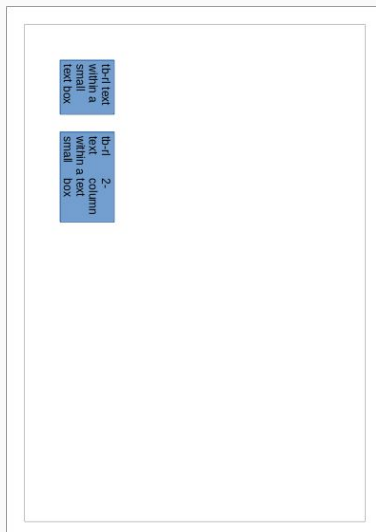 tb-rl text
within a
small
text box
tb-rl
text
within a
small
2-
column
text
box